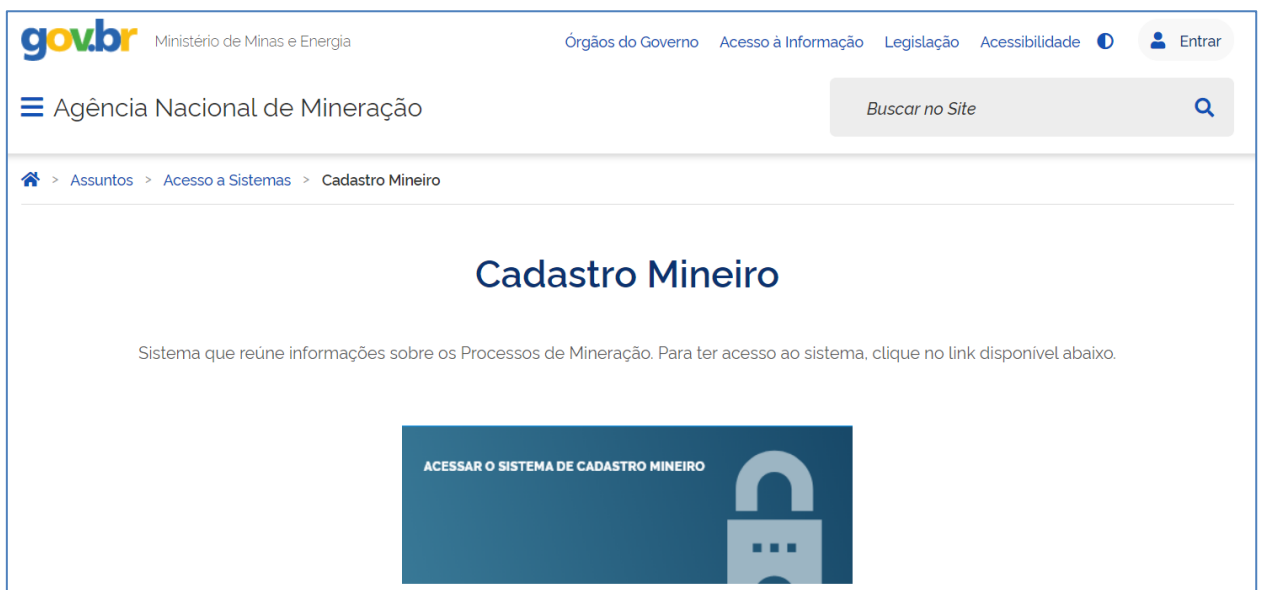 gov.br Ministério de Minas e Energia Órgãos do Governo Acesso à Informação Legislação Acessibilidade Entrar
Agência Nacional de Mineração Buscar no Site
> Assuntos > Acesso a Sistemas > Cadastro Mineiro
Cadastro Mineiro
Sistema que reúne informações sobre os Processos de Mineração. Para ter acesso ao sistema, clique no link disponível abaixo.
ACESSAR O SISTEMA DE CADASTRO MINEIRO